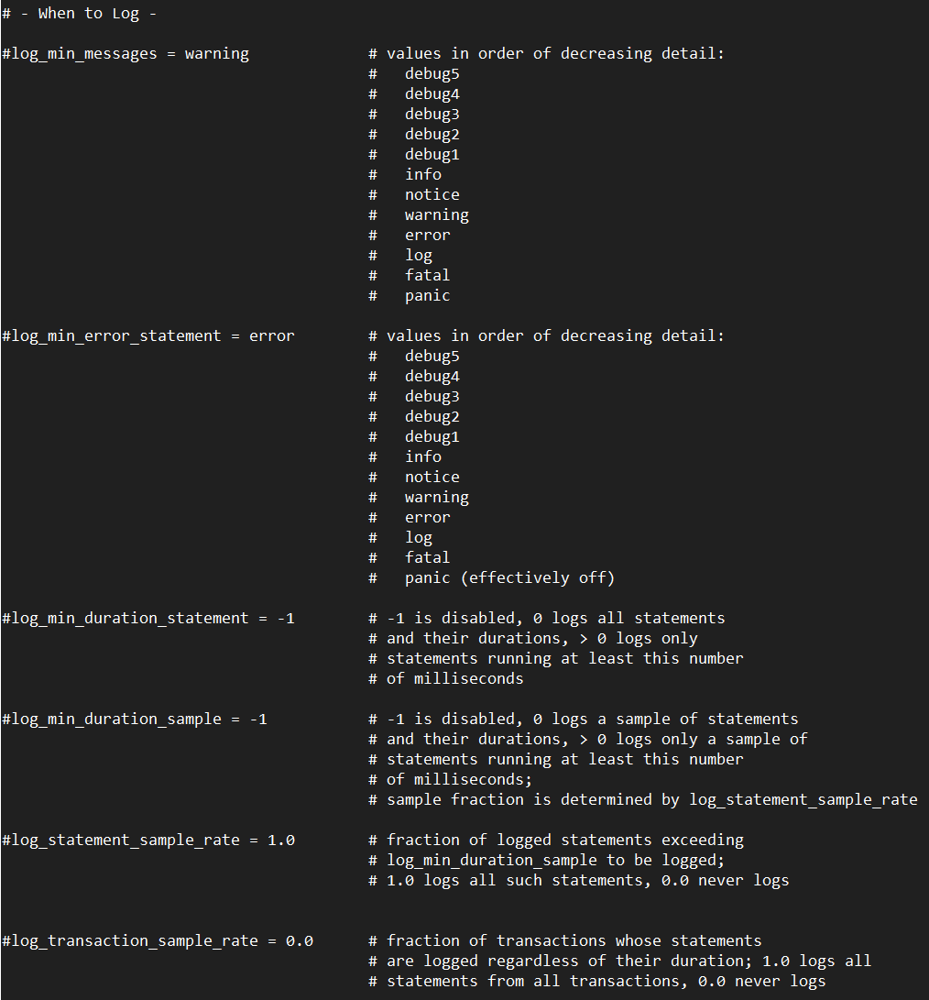 # - When to Log -
#log_min_messages = warning # values in order of decreasing detail:
# debug5
# debug4
# debug3
# debug2
# debug1
# info
# notice
# warning
# error
# log
# fatal
# panic
#log_min_error_statement = error # values in order of decreasing detail:
# debug5
# debug4
# debug3
# debug2
# debug1
# info
# notice
# warning
# error
# log
# fatal
# panic (effectively off)
#log_min_duration_statement = -1 # -1 is disabled, 0 logs all statements
# and their durations, > 0 logs only
# statements running at least this number
# of milliseconds
#log_min_duration_sample = -1 # -1 is disabled, 0 logs a sample of statements
# and their durations, > 0 logs only a sample of
# statements running at least this number
# of milliseconds;
# sample fraction is determined by log_statement_sample_rate
#log_statement_sample_rate = 1.0 # fraction of logged statements exceeding
# log_min_duration_sample to be logged;
# 1.0 logs all such statements, 0.0 never logs
#log_transaction_sample_rate = 0.0 # fraction of transactions whose statements
# are logged regardless of their duration; 1.0 logs all
# statements from all transactions, 0.0 never logs